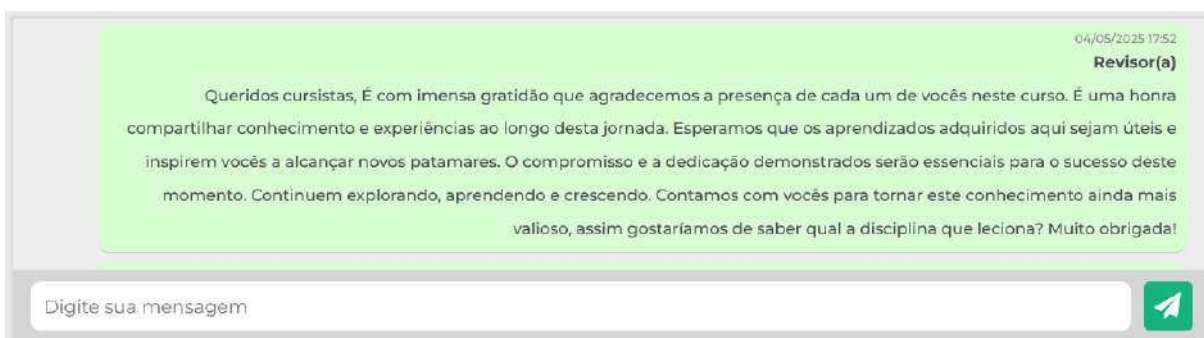 04/05/2025 17:52
Revisor(a)
Queridos cursistas, É com imensa gratidão que agradecemos a presença de cada um de vocês neste curso. É uma honra
compartilhar conhecimento e experiências ao longo desta jornada. Esperamos que os aprendizados adquiridos aqui sejam úteis e
inspirem vocês a alcançar novos patamares. O compromisso e a dedicação demonstrados serão essenciais para o sucesso deste
momento. Continuem explorando, aprendendo e crescendo. Contamos com vocês para tornar este conhecimento ainda mais
valioso, assim gostaríamos de saber qual a disciplina que leciona? Muito obrigada!
Digite sua mensagem